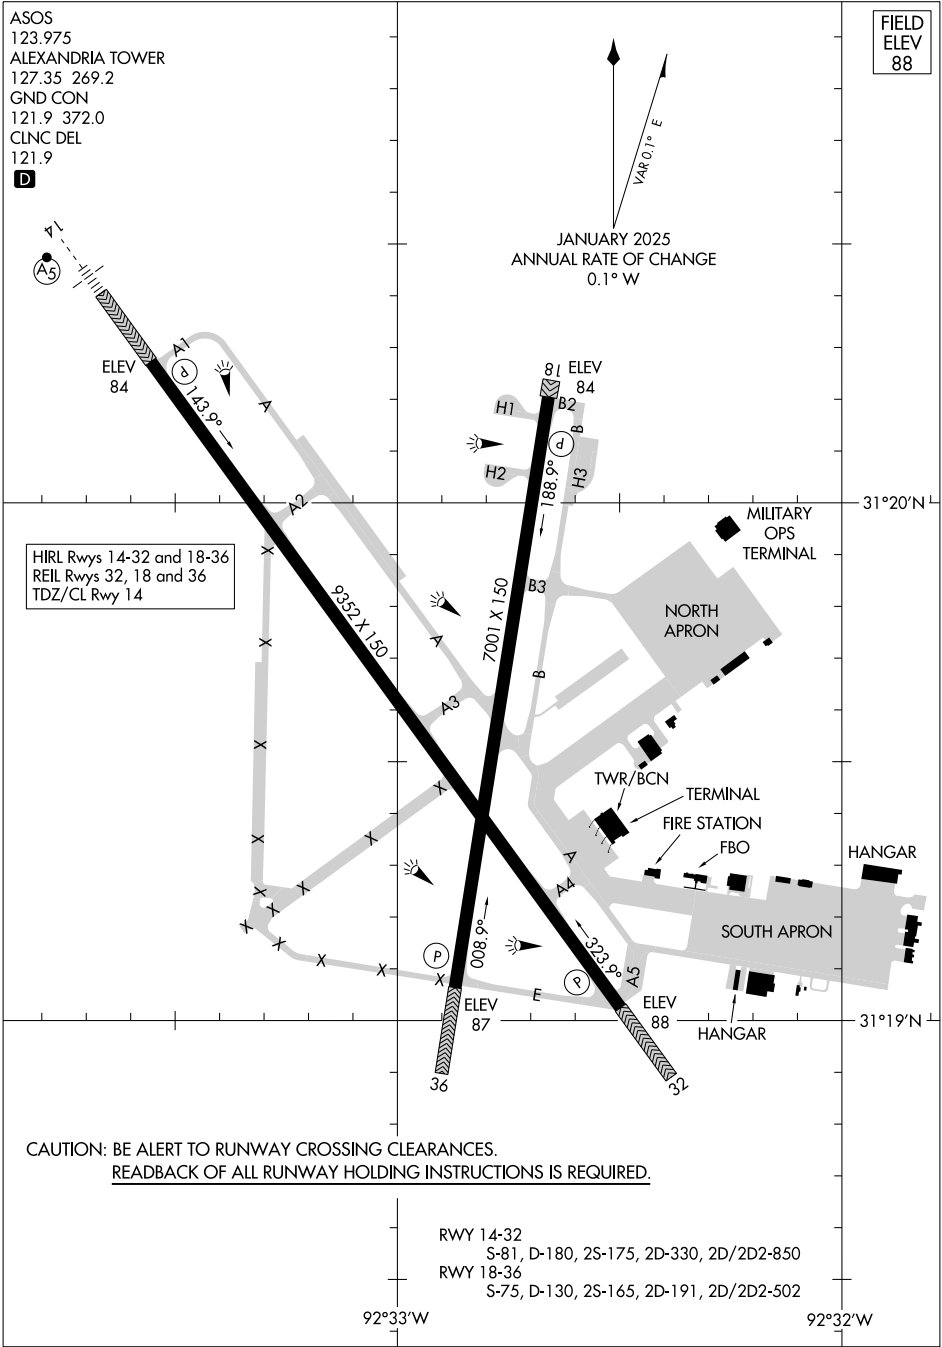 ASOS
123.975
ALEXANDRIA TOWER
127.35 269.2
GND CON
121.9 372.0
CLNC DEL
121.9
D
FIELD
ELEV
88
VAR 0.1° E
JANUARY 2025
ANNUAL RATE OF CHANGE
0.1° W
14
A5
A1
ELEV
84
P
143.9°
A
18
ELEV
84
H1
B2
B
P
H2
H3
188.9°
A2
31°20'N
MILITARY
OPS
TERMINAL
HIRL Rwys 14-32 and 18-36
REIL Rwys 32, 18 and 36
TDZ/CL Rwy 14
X
9352 X 150
7001 X 150
B3
NORTH
APRON
X
A
B
A3
X
X
TWR/BCN
TERMINAL
FIRE STATION
FBO
HANGAR
X
X
A
A4
X
X
X
X
X
SOUTH APRON
X
X
X
P
008.9°
323.9°
P
A5
E
ELEV
87
ELEV
88
HANGAR
31°19'N
36
32
CAUTION: BE ALERT TO RUNWAY CROSSING CLEARANCES.
READBACK OF ALL RUNWAY HOLDING INSTRUCTIONS IS REQUIRED.
RWY 14-32
S-81, D-180, 2S-175, 2D-330, 2D/2D2-850
RWY 18-36
S-75, D-130, 2S-165, 2D-191, 2D/2D2-502
92°33'W
92°32'W